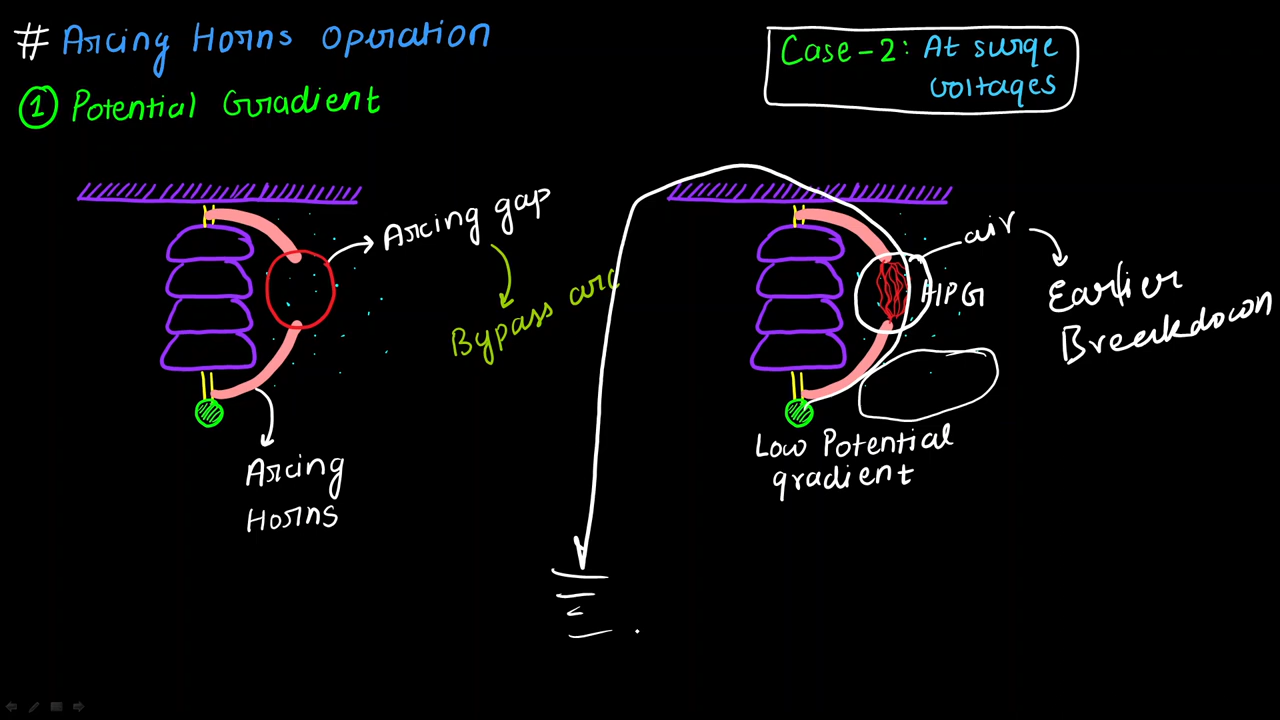 # Arcing Horns Operation
① Potential Gradient
Case-2: At surge
voltages
Arcing gap
Bypass arc
Arcing
Horns
air
HPG
Earlier
Breakdown
Low Potential
gradient